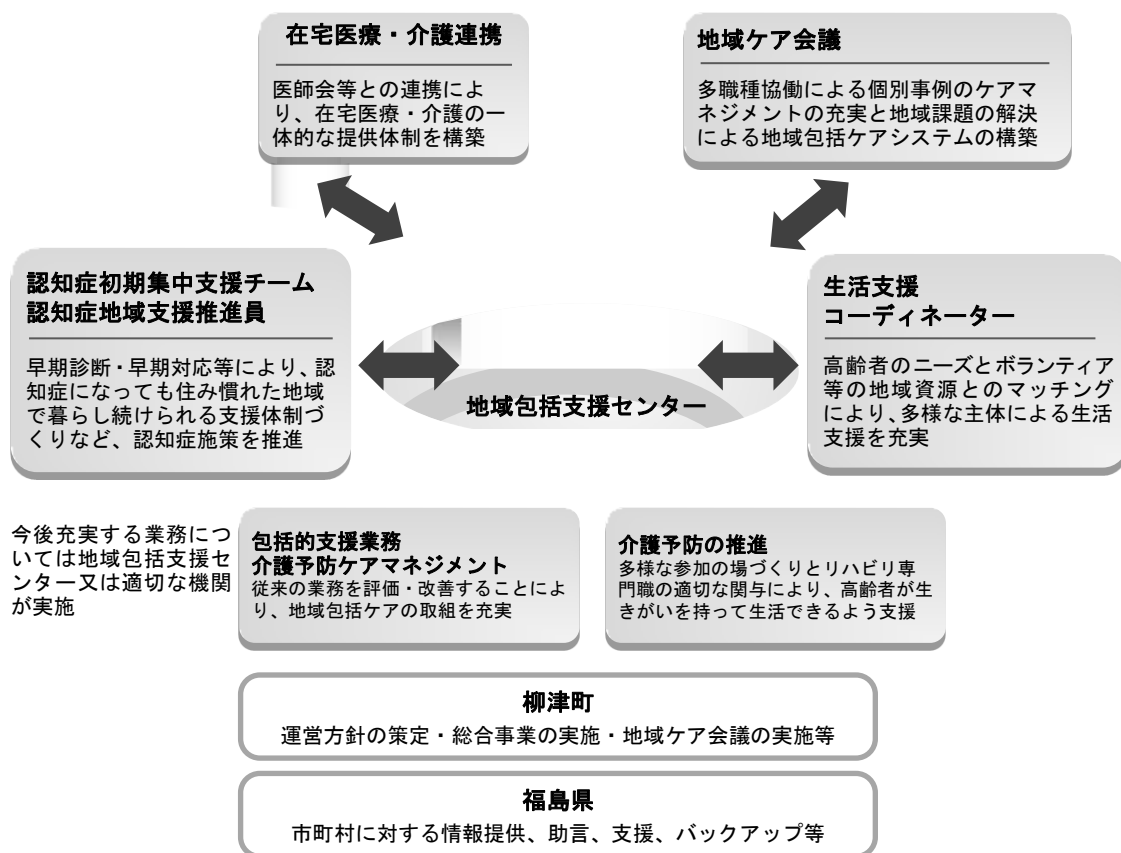 在宅医療・介護連携
医師会等との連携によ
り、在宅医療・介護の一
体的な提供体制を構築
地域ケア会議
多職種協働による個別事例のケアマ
ネジメントの充実と地域課題の解決
による地域包括ケアシステムの構築
認知症初期集中支援チーム
認知症地域支援推進員
早期診断・早期対応等により、認
知症になっても住み慣れた地域
で暮らし続けられる支援体制づ
くりなど、認知症施策を推進
地域包括支援センター
生活支援
コーディネーター
高齢者のニーズとボランティア
等の地域資源とのマッチング
により、多様な主体による生活
支援を充実
今後充実する業務につ
いては地域包括支援セ
ンター又は適切な機関
が実施
包括的支援業務
介護予防ケアマネジメント
従来の業務を評価・改善することによ
り、地域包括ケアの取組を充実
介護予防の推進
多様な参加の場づくりとリハビリ専
門職の適切な関与により、高齢者が生
きがいを持って生活できるよう支援
柳津町
運営方針の策定・総合事業の実施・地域ケア会議の実施等
福島県
市町村に対する情報提供、助言、支援、バックアップ等